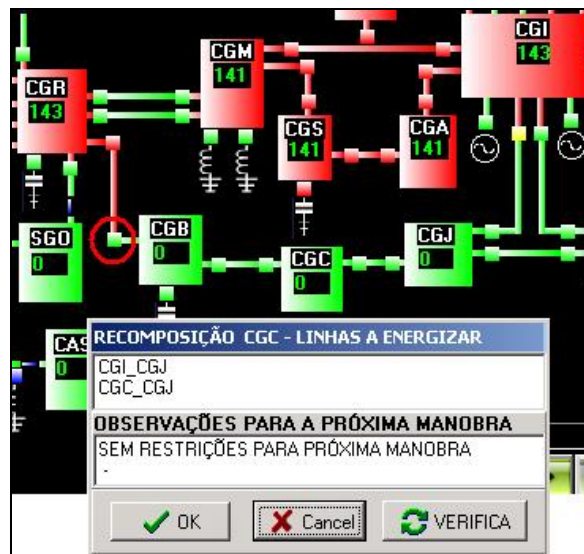 CGI
143
CGM
141
CGR
143
CGS
141
CGA
141
SGO
0
CGB
0
CGC
0
CGJ
0
CAS
0
RECOMPOSIÇÃO CGC - LINHAS A ENERGIZAR
CGI_CGJ
CGC_CGJ
OBSERVAÇÕES PARA A PRÓXIMA MANOBRA
SEM RESTRIÇÕES PARA PRÓXIMA MANOBRA
-
OK
Cancel
VERIFICA